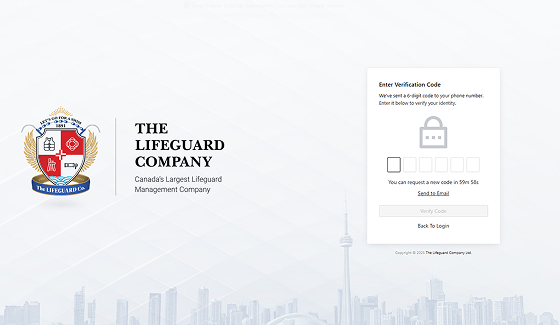 LET'S GO FOR A SWIM
1891
The LIFEGUARD Co.
THE
LIFEGUARD
COMPANY
Canada's Largest Lifeguard
Management Company
Enter Verification Code
We've sent a 6-digit code to your phone number.
Enter it below to verify your identity.
You can request a new code in 59m 50s
Send to Email
Verify Code
Back To Login
Copyright © 2025 The Lifeguard Company Ltd.